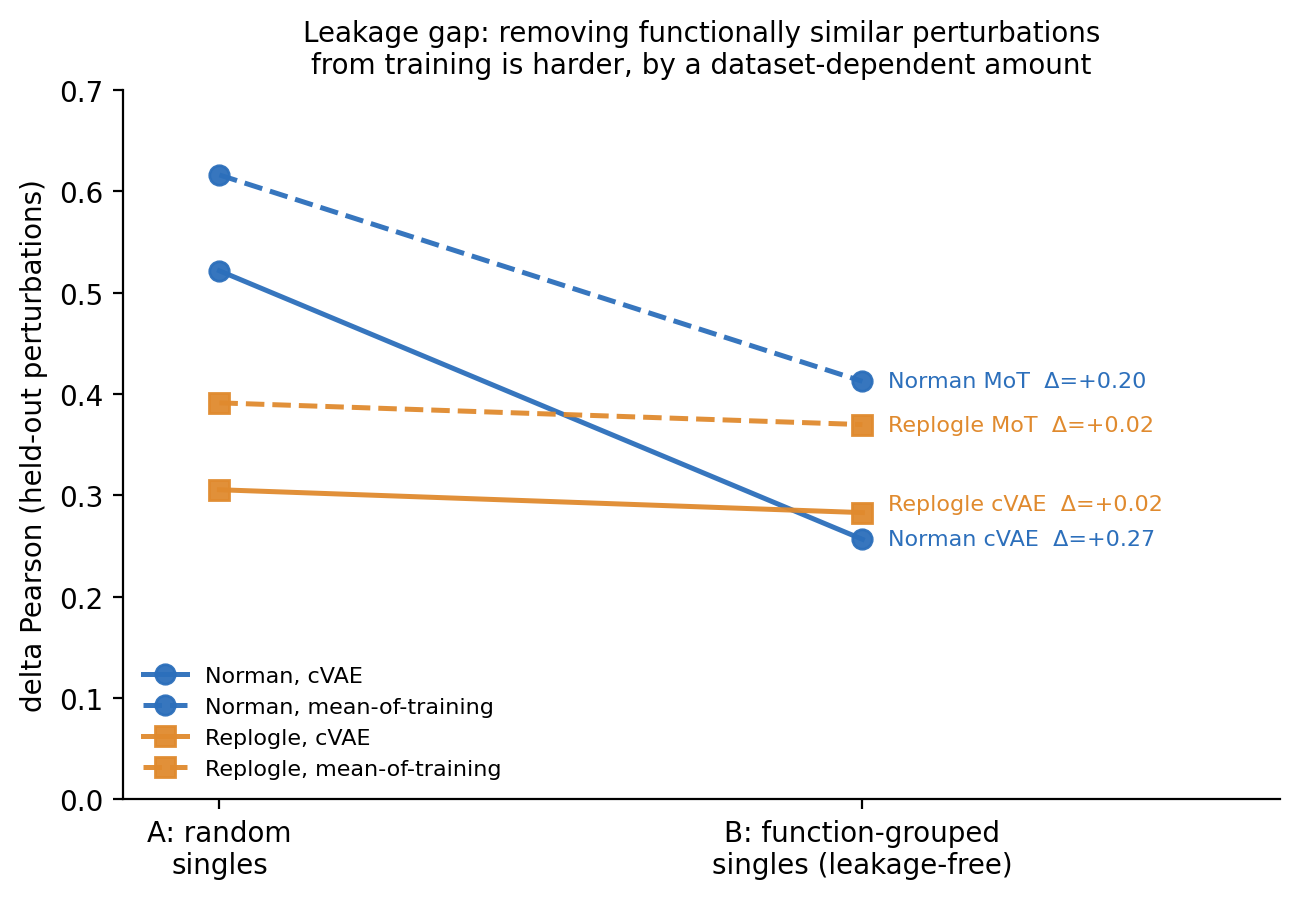 Leakage gap: removing functionally similar perturbations
from training is harder, by a dataset-dependent amount
delta Pearson (held-out perturbations)
0.7
0.6
0.5
0.4
0.3
0.2
0.1
0.0
Norman MoT Δ=+0.20
Replogle MoT Δ=+0.02
Replogle cVAE Δ=+0.02
Norman cVAE Δ=+0.27
Norman, cVAE
Norman, mean-of-training
Replogle, cVAE
Replogle, mean-of-training
A: random
singles
B: function-grouped
singles (leakage-free)